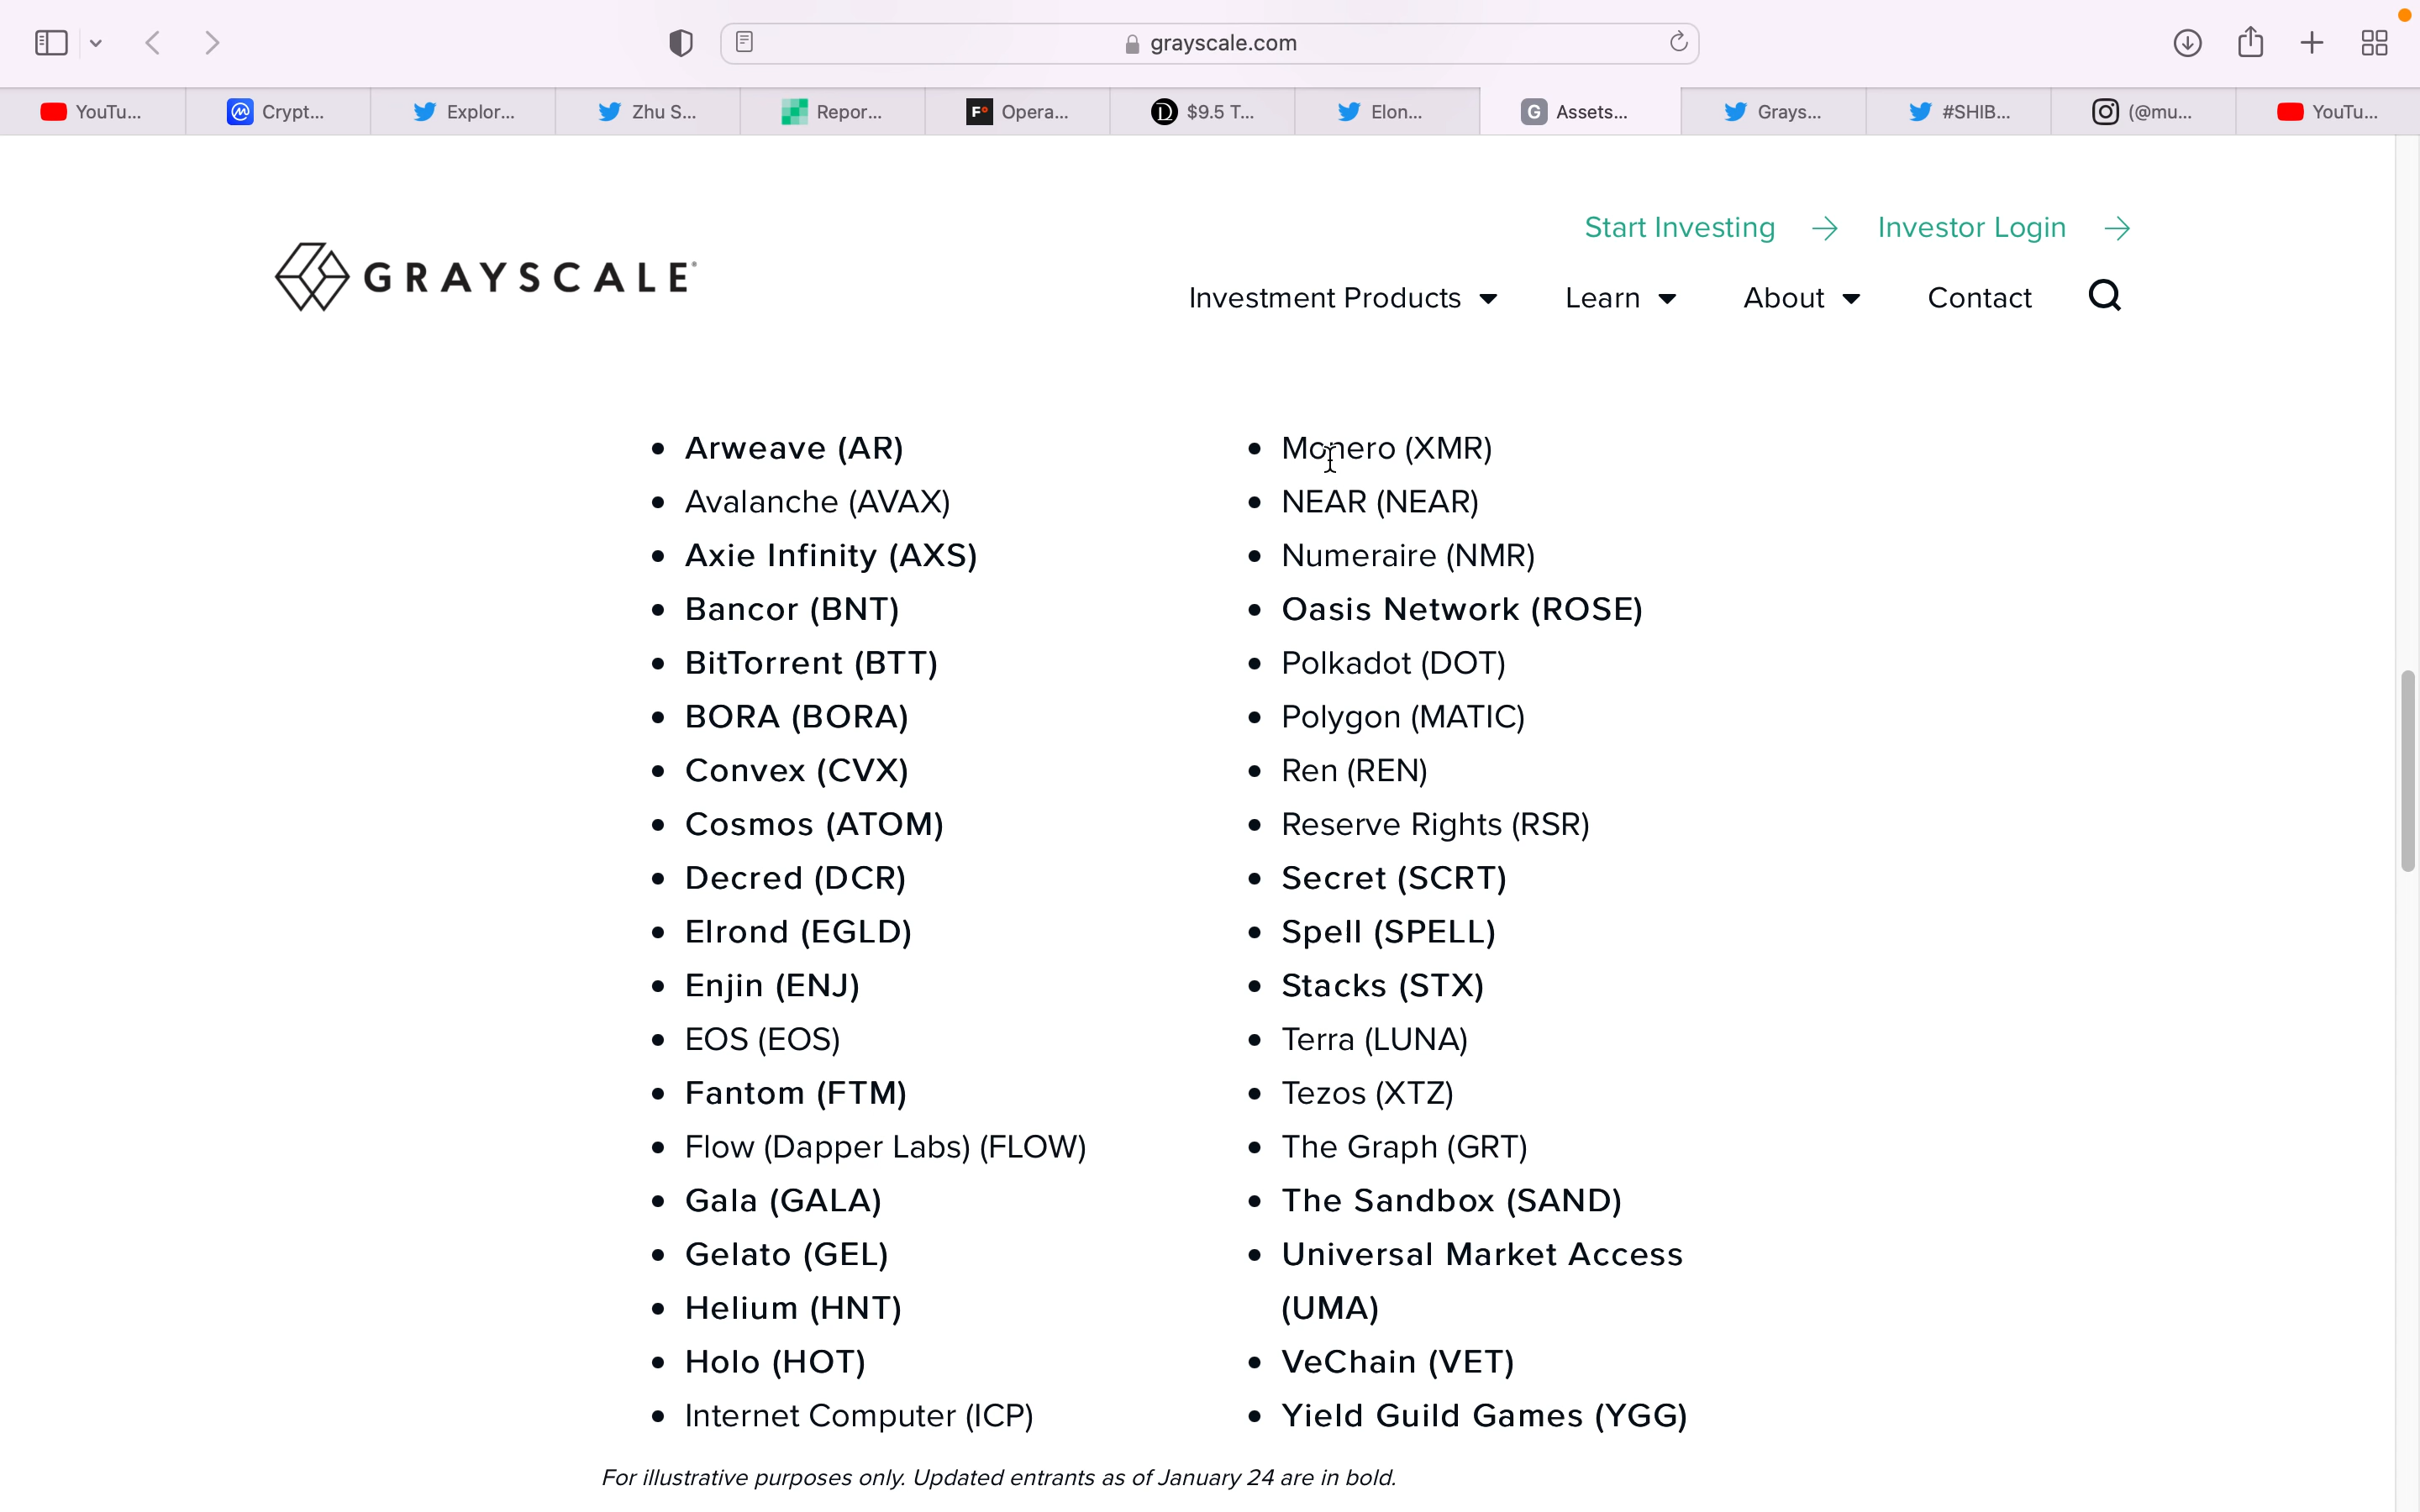 grayscale.com
YouTu...
Crypt...
Explor...
Zhu S...
Repor...
F
Opera...
$9.5 T...
Elon...
G
Assets...
Grays...
#SHIB...
(@mu...
YouTu...
Start Investing → Investor Login →
GRAYSCALE
Investment Products Learn About Contact
• Arweave (AR)
• Avalanche (AVAX)
• Axie Infinity (AXS)
• Bancor (BNT)
• BitTorrent (BTT)
• BORA (BORA)
• Convex (CVX)
• Cosmos (ATOM)
• Decred (DCR)
• Elrond (EGLD)
• Enjin (ENJ)
• EOS (EOS)
• Fantom (FTM)
• Flow (Dapper Labs) (FLOW)
• Gala (GALA)
• Gelato (GEL)
• Helium (HNT)
• Holo (HOT)
• Internet Computer (ICP)
• Monero (XMR)
• NEAR (NEAR)
• Numeraire (NMR)
• Oasis Network (ROSE)
• Polkadot (DOT)
• Polygon (MATIC)
• Ren (REN)
• Reserve Rights (RSR)
• Secret (SCRT)
• Spell (SPELL)
• Stacks (STX)
• Terra (LUNA)
• Tezos (XTZ)
• The Graph (GRT)
• The Sandbox (SAND)
• Universal Market Access
(UMA)
• VeChain (VET)
• Yield Guild Games (YGG)
For illustrative purposes only. Updated entrants as of January 24 are in bold.